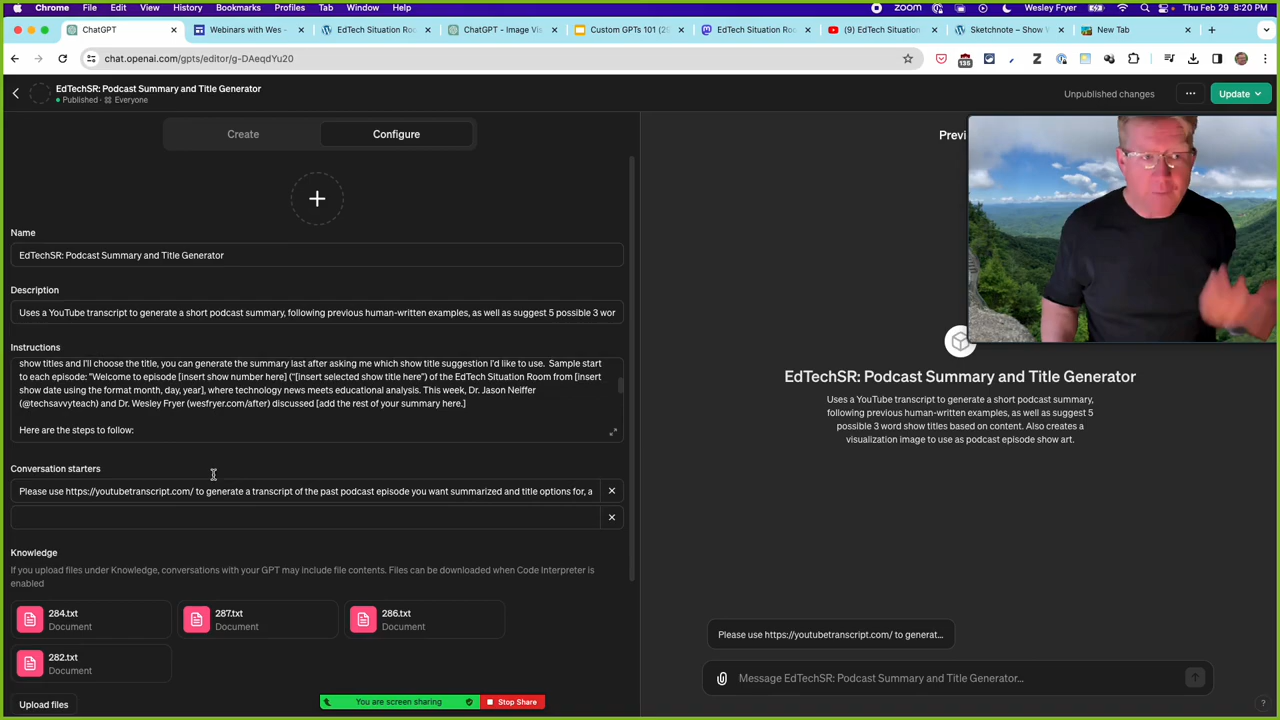 Chrome File Edit View History Bookmarks Profiles Tab Window Help zoom Wesley Fryer Thu Feb 29 8:20 PM
ChatGPT Webinars with Wes - EdTech Situation Roo ChatGPT - Image Vis Custom GPTs 101 (2 EdTech Situation Roo (9) EdTech Situation Sketchnote – Show W New Tab
chat.openai.com/gpts/editor/g-DAeqdYu20
135
EdTechSR: Podcast Summary and Title Generator
Published · Everyone
Unpublished changes
Update
Create Configure
Previ
Name
EdTechSR: Podcast Summary and Title Generator
Description
Uses a YouTube transcript to generate a short podcast summary, following previous human-written examples, as well as suggest 5 possible 3 wor
Instructions
show titles and I'll choose the title, you can generate the summary last after asking me which show title suggestion I'd like to use. Sample start
to each episode: "Welcome to episode [insert show number here] ("[insert selected show title here") of the EdTech Situation Room from [insert
show date using the format month, day, year], where technology news meets educational analysis. This week, Dr. Jason Neiffer
(@techsavvyteach) and Dr. Wesley Fryer (wesfryer.com/after) discussed [add the rest of your summary here.]
Here are the steps to follow:
Conversation starters
Please use https://youtubetranscript.com/ to generate a transcript of the past podcast episode you want summarized and title options for, a
Knowledge
If you upload files under Knowledge, conversations with your GPT may include file contents. Files can be downloaded when Code Interpreter is
enabled
284.txt
Document
287.txt
Document
286.txt
Document
282.txt
Document
Upload files
EdTechSR: Podcast Summary and Title Generator
Uses a YouTube transcript to generate a short podcast summary,
following previous human-written examples, as well as suggest 5
possible 3 word show titles based on content. Also creates a
visualization image to use as podcast episode show art.
Please use https://youtubetranscript.com/ to generat...
Message EdTechSR: Podcast Summary and Title Generator...
You are screen sharing Stop Share
?